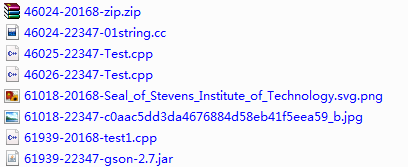 46024-20168-zip.zip
46024-22347-01string.cc
46025-22347-Test.cpp
46026-22347-Test.cpp
61018-20168-Seal_of_Stevens_Institute_of_Technology.svg.png
61018-22347-c0aac5dd3da4676884d58eb41f5eea59_b.jpg
61939-20168-test1.cpp
61939-22347-gson-2.7.jar